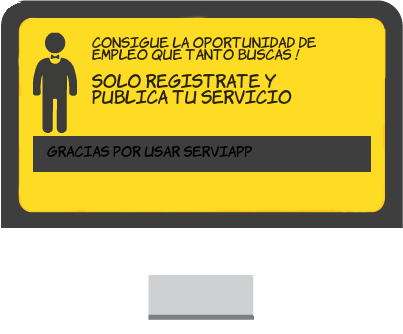 CONSIGUE LA OPORTUNIDAD DE
EMPLEO QUE TANTO BUSCAS !
SOLO REGISTRATE Y
PUBLICA TU SERVICIO
GRACIAS POR USAR SERVIAPP